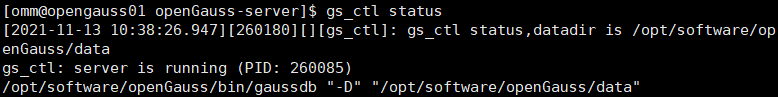 [omm@opengauss01 openGauss-server]$ gs_ctl status
[2021-11-13 10:38:26.947][260180][][gs_ctl]: gs_ctl status,datadir is /opt/software/op
enGauss/data
gs_ctl: server is running (PID: 260085)
/opt/software/openGauss/bin/gaussdb "-D" "/opt/software/openGauss/data"